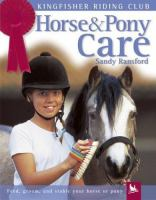 KINGFISHER RIDING CLUB
Horse & Pony
Care
Sandy Ransford
Feed, groom, and stable your horse or pony